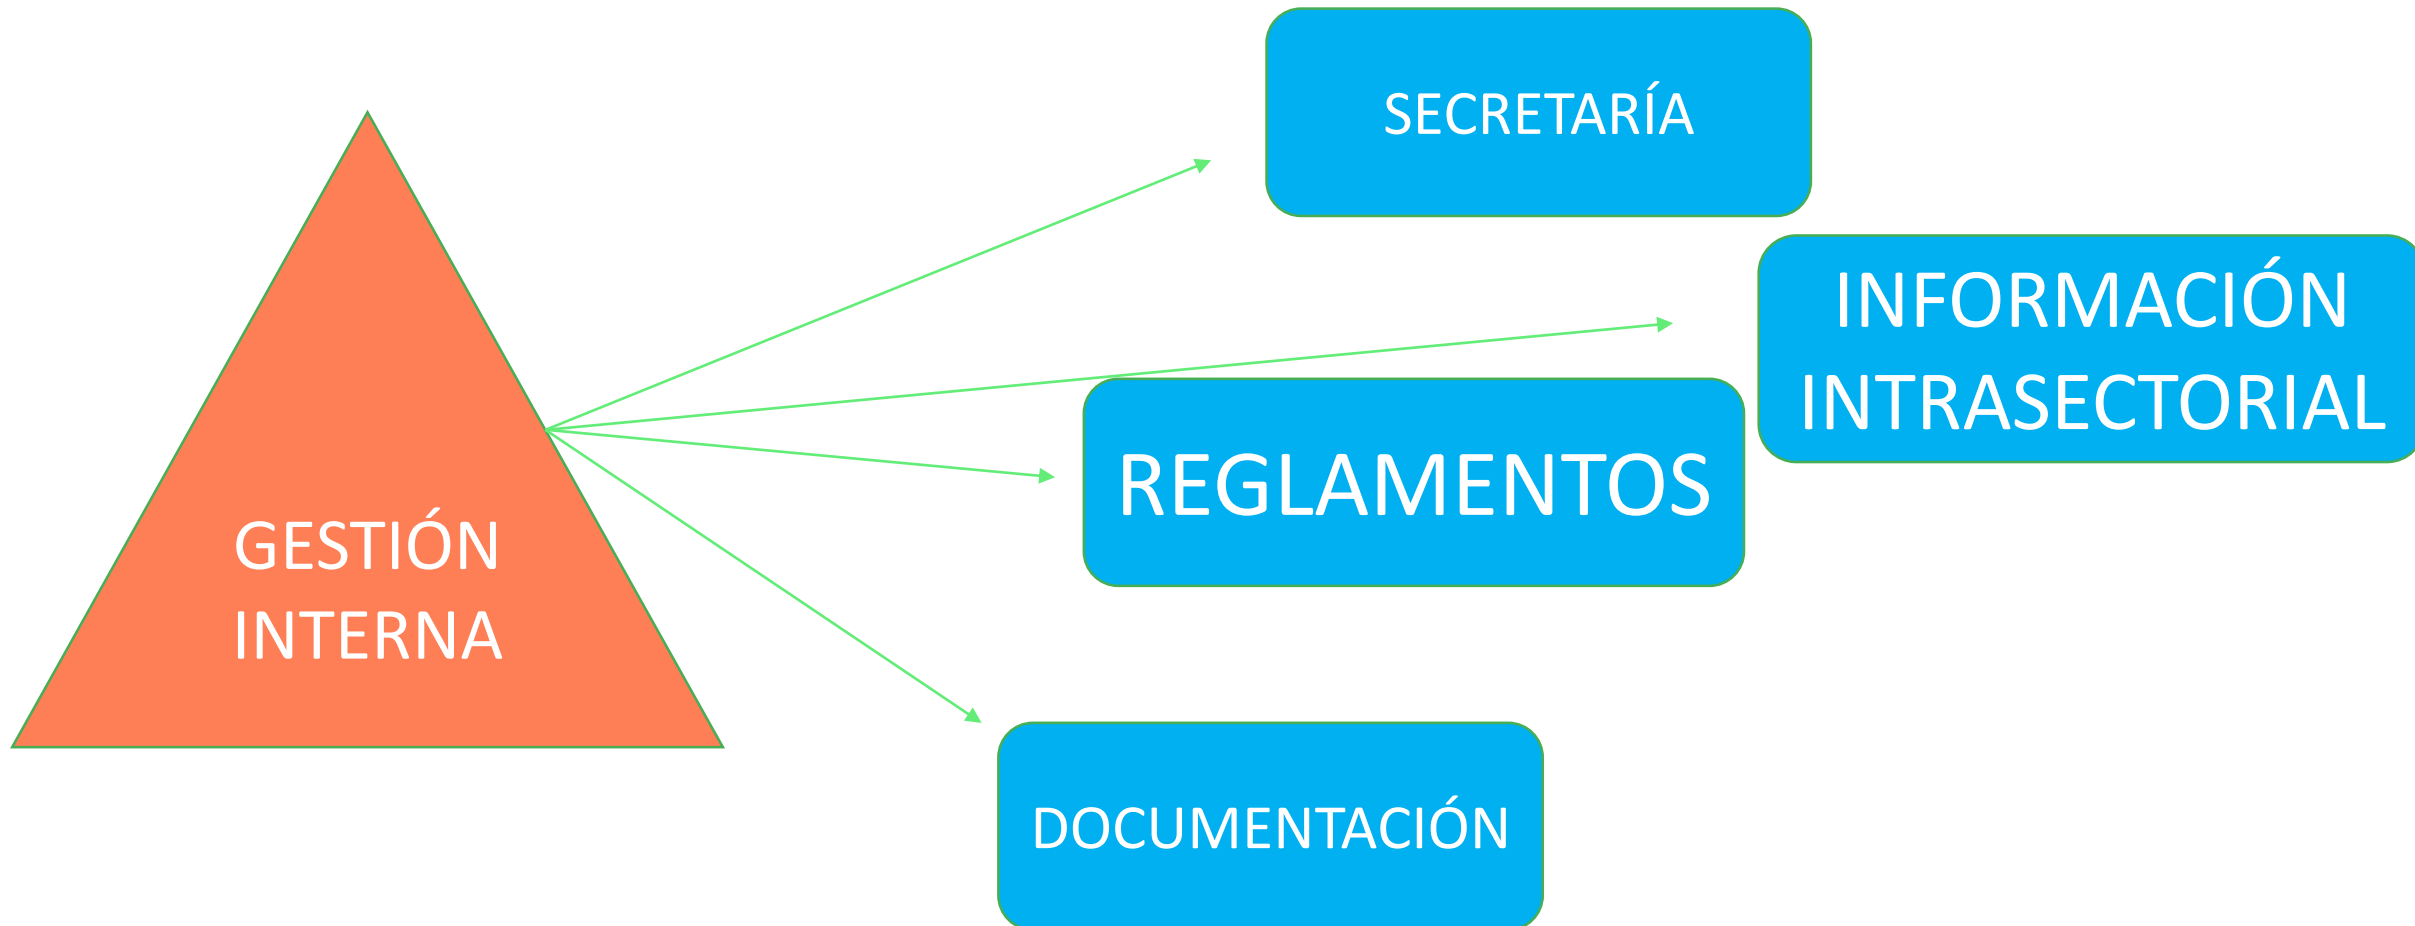 GESTIÓN
INTERNA
SECRETARÍA
INFORMACIÓN
INTRASECTORIAL
REGLAMENTOS
DOCUMENTACIÓN